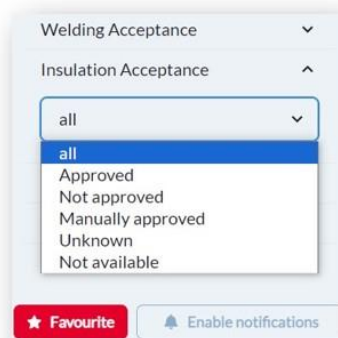 Welding Acceptance
Insulation Acceptance
all
all
Approved
Not approved
Manually approved
Unknown
Not available
Favourite
Enable notifications